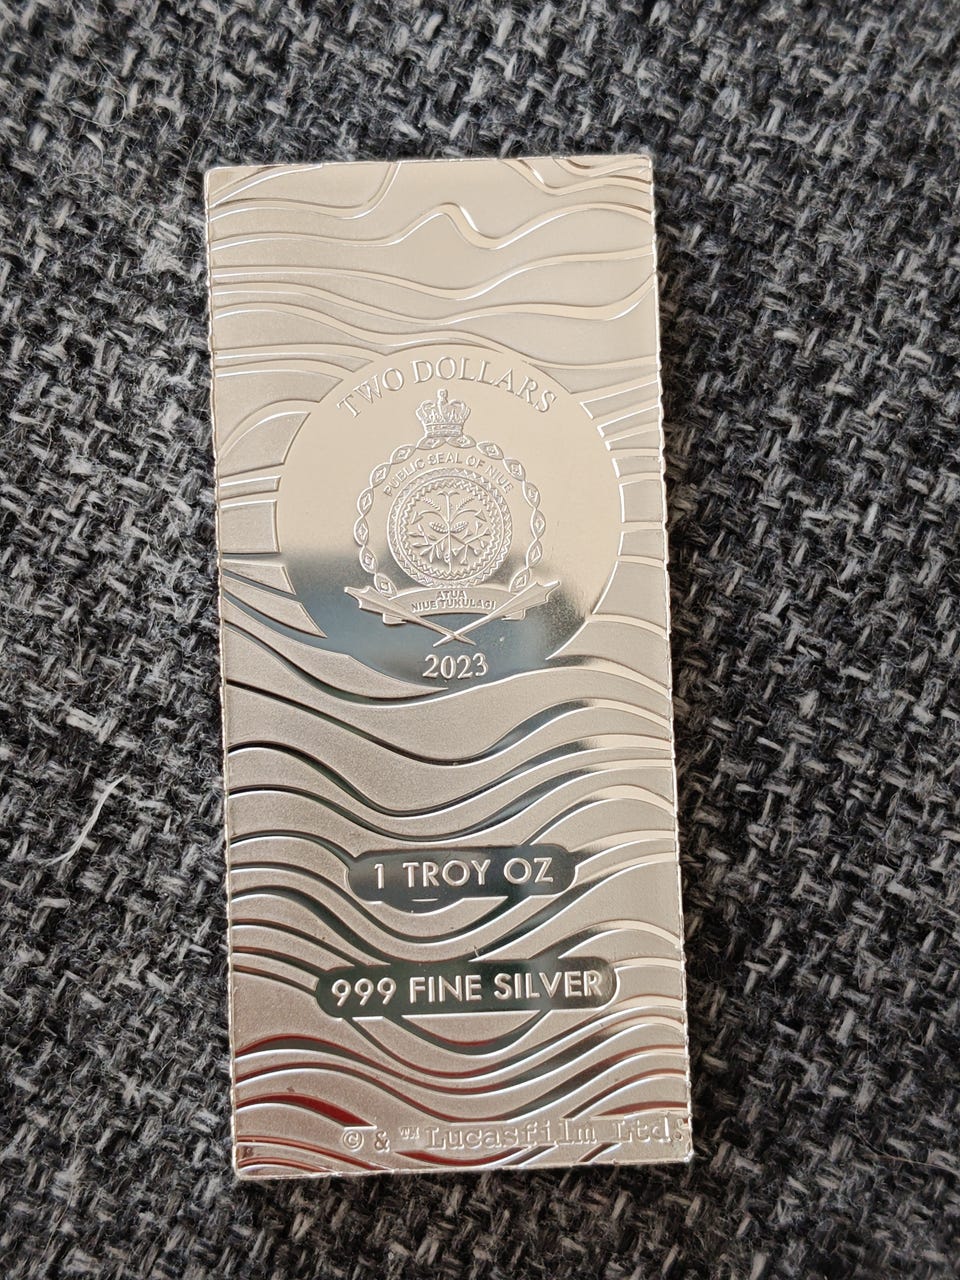 TWO DOLLARS
PUBLIC SEAL OF NIUE
ATUA
NIUE TUKULAGI
2023
1 TROY OZ
999 FINE SILVER
© & ™ Lucasfilm Ltd.